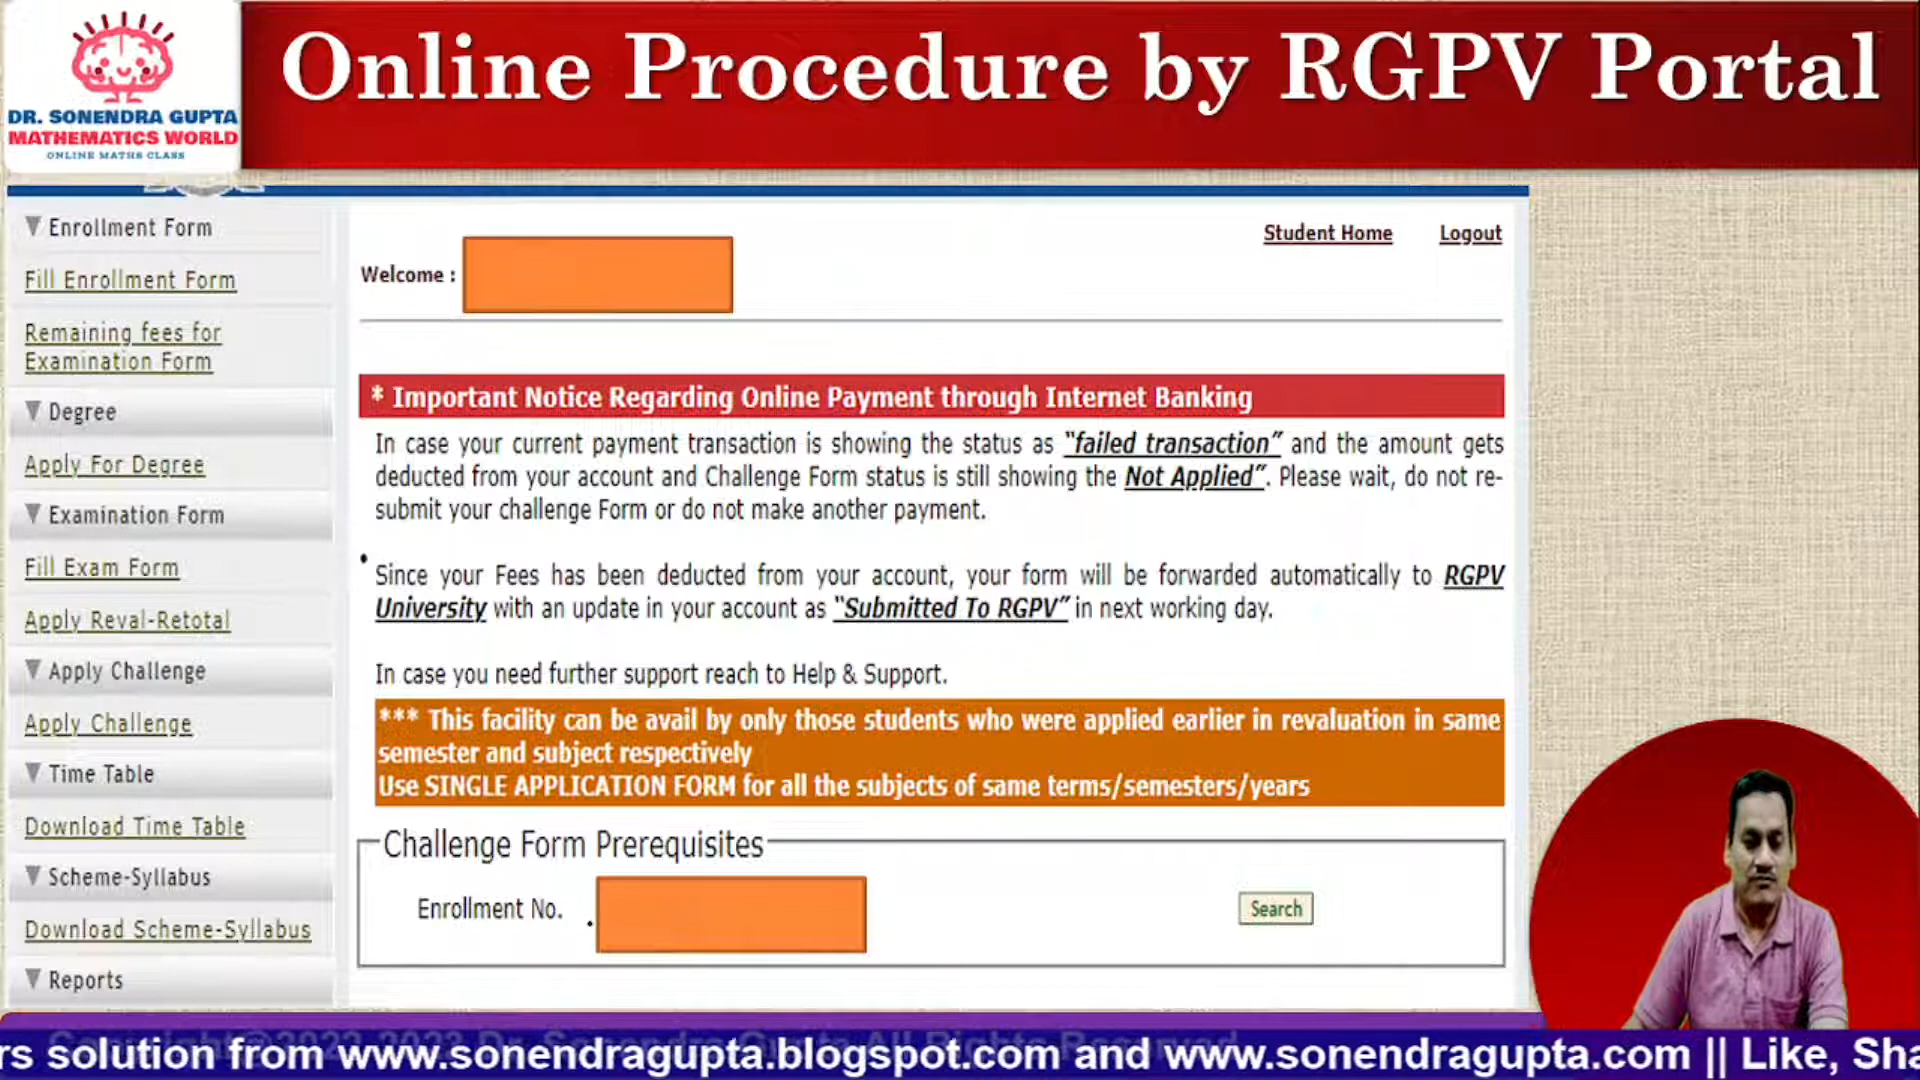 Online Procedure by RGPV Portal
DR. SONENDRA GUPTA
MATHEMATICS WORLD
ONLINE MATHS CLASS
Enrollment Form
Fill Enrollment Form
Remaining fees for
Examination Form
Degree
Apply For Degree
Examination Form
Fill Exam Form
Apply Reval-Retotal
Apply Challenge
Apply Challenge
Time Table
Download Time Table
Scheme-Syllabus
Download Scheme-Syllabus
Reports
Student Home Logout
Welcome :
* Important Notice Regarding Online Payment through Internet Banking
In case your current payment transaction is showing the status as “failed transaction” and the amount gets
deducted from your account and Challenge Form status is still showing the Not Applied”. Please wait, do not re-
submit your challenge Form or do not make another payment.
Since your Fees has been deducted from your account, your form will be forwarded automatically to RGPV
University with an update in your account as “Submitted To RGPV” in next working day.
In case you need further support reach to Help & Support.
*** This facility can be avail by only those students who were applied earlier in revaluation in same
semester and subject respectively
Use SINGLE APPLICATION FORM for all the subjects of same terms/semesters/years
Challenge Form Prerequisites
Enrollment No. Search
Copyright©2022-2023 Dr. Sonendra Gupta All Rights Reserved
rs solution from www.sonendragupta.blogspot.com and www.sonendragupta.com || Like, Sha